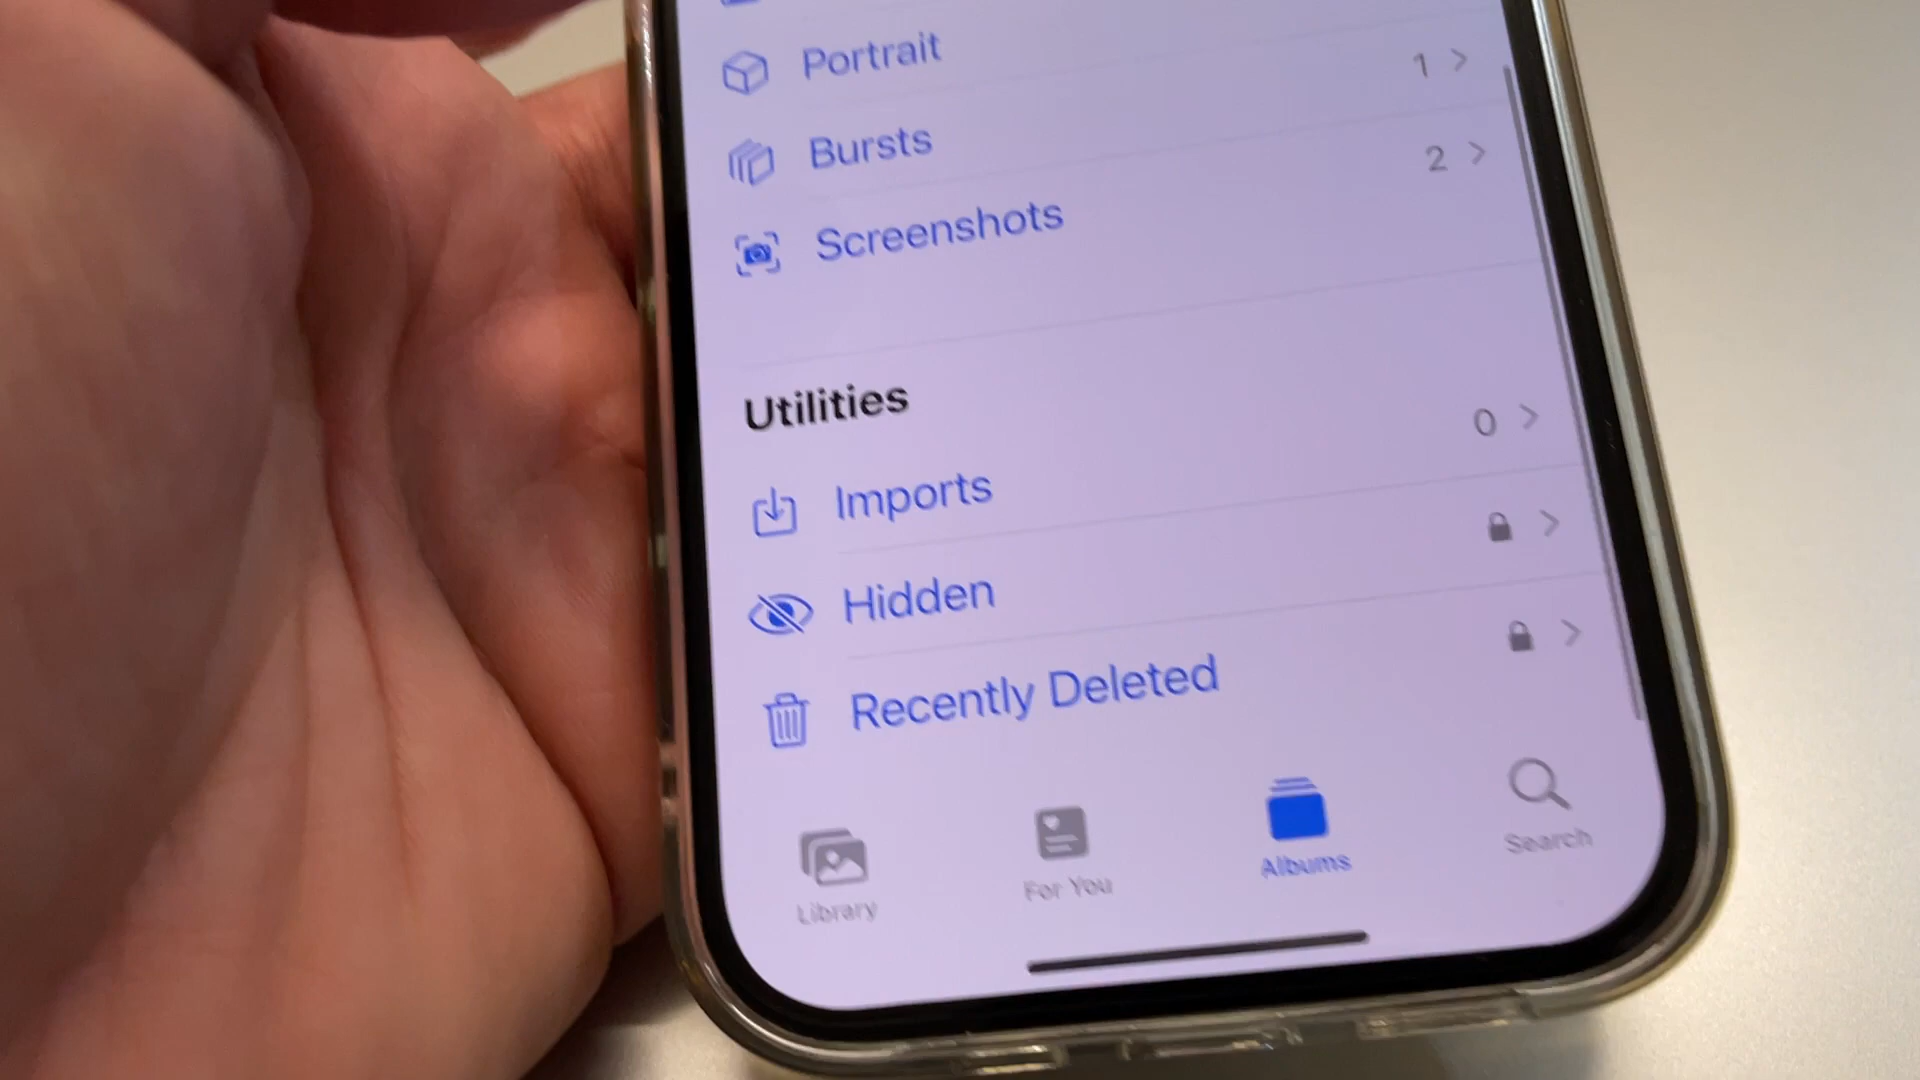 Portrait
Bursts 1
Screenshots 2
Utilities
Imports 0
Hidden
Recently Deleted
Library For You Albums Search